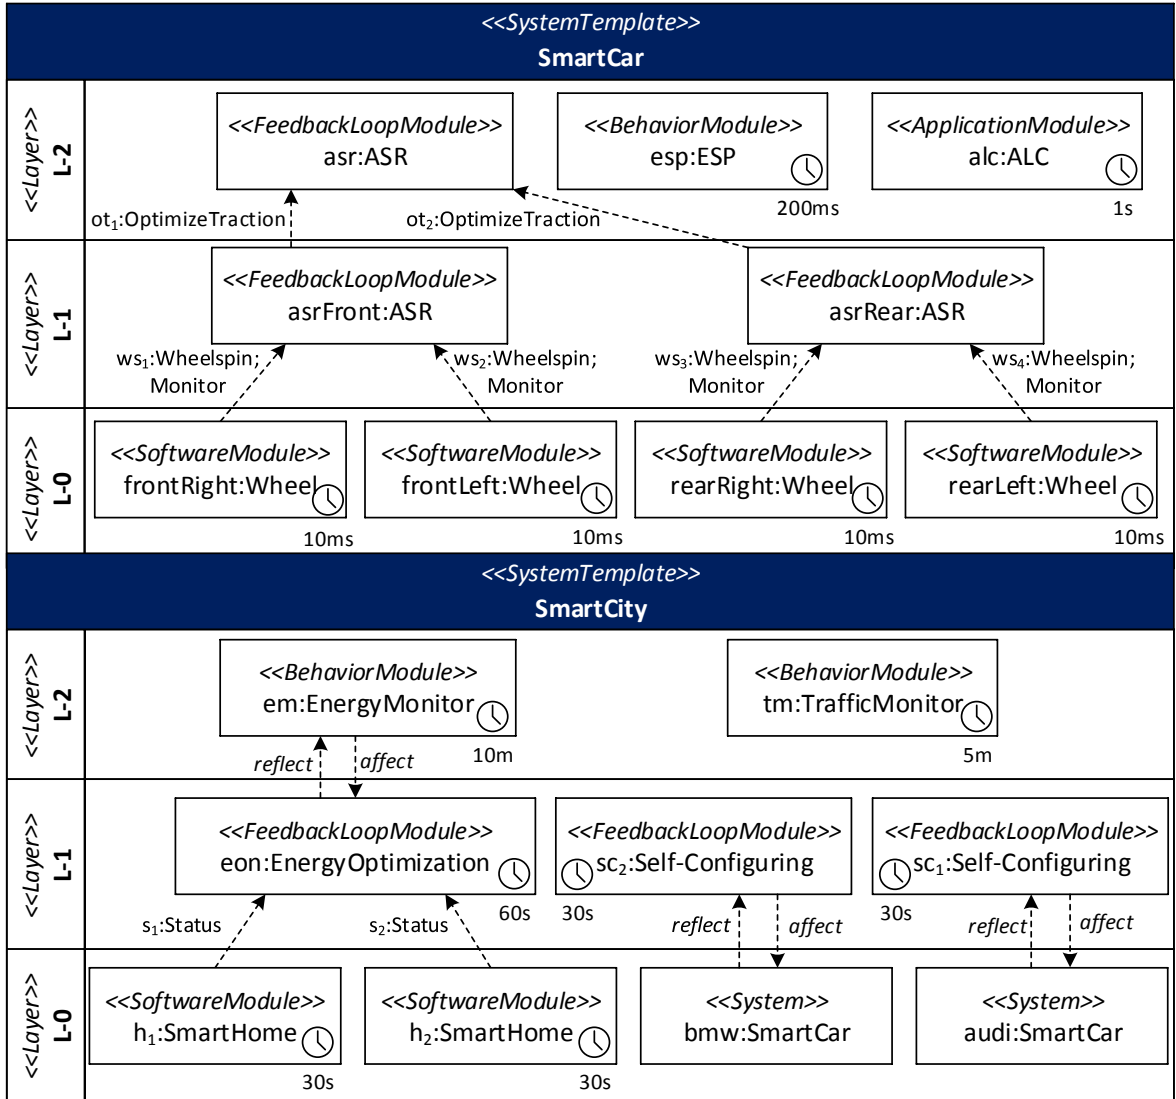 <<SystemTemplate>>
SmartCar
<<Layer>>
L-2
<<FeedbackLoopModule>>
asr:ASR
<<BehaviorModule>>
esp:ESP
200ms
<<ApplicationModule>>
alc:ALC
1s
ot₁:OptimizeTraction
ot₂:OptimizeTraction
<<Layer>>
L-1
<<FeedbackLoopModule>>
asrFront:ASR
<<FeedbackLoopModule>>
asrRear:ASR
ws₁:Wheelspin;
Monitor
ws₂:Wheelspin;
Monitor
ws₃:Wheelspin;
Monitor
ws₄:Wheelspin;
Monitor
<<Layer>>
L-0
<<SoftwareModule>>
frontRight:Wheel
10ms
<<SoftwareModule>>
frontLeft:Wheel
10ms
<<SoftwareModule>>
rearRight:Wheel
10ms
<<SoftwareModule>>
rearLeft:Wheel
10ms
<<SystemTemplate>>
SmartCity
<<Layer>>
L-2
<<BehaviorModule>>
em:EnergyMonitor
10m
<<BehaviorModule>>
tm:TrafficMonitor
5m
reflect
affect
<<Layer>>
L-1
<<FeedbackLoopModule>>
eon:EnergyOptimization
60s
<<FeedbackLoopModule>>
sc₂:Self-Configuring
30s
<<FeedbackLoopModule>>
sc₁:Self-Configuring
30s
s₁:Status
s₂:Status
reflect
affect
reflect
affect
<<Layer>>
L-0
<<SoftwareModule>>
h₁:SmartHome
30s
<<SoftwareModule>>
h₂:SmartHome
30s
<<System>>
bmw:SmartCar
<<System>>
audi:SmartCar